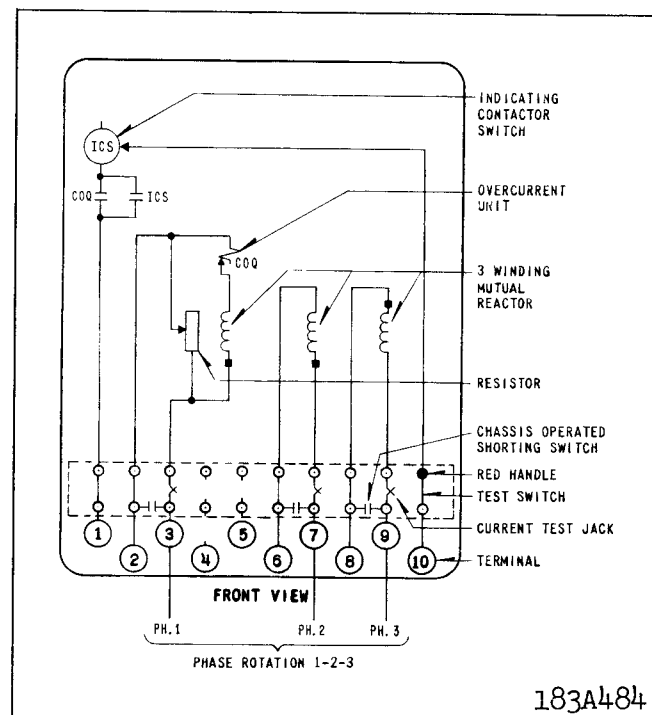 INDICATING
CONTACTOR
SWITCH
ICS
COQ
ICS
OVERCURRENT
UNIT
COQ
3 WINDING
MUTUAL
REACTOR
RESISTOR
CHASSIS OPERATED
SHORTING SWITCH
RED HANDLE
TEST SWITCH
CURRENT TEST JACK
TERMINAL
1
2
3
4
5
6
7
8
9
10
FRONT VIEW
PH.1
PH.2
PH.3
PHASE ROTATION 1-2-3
183A484